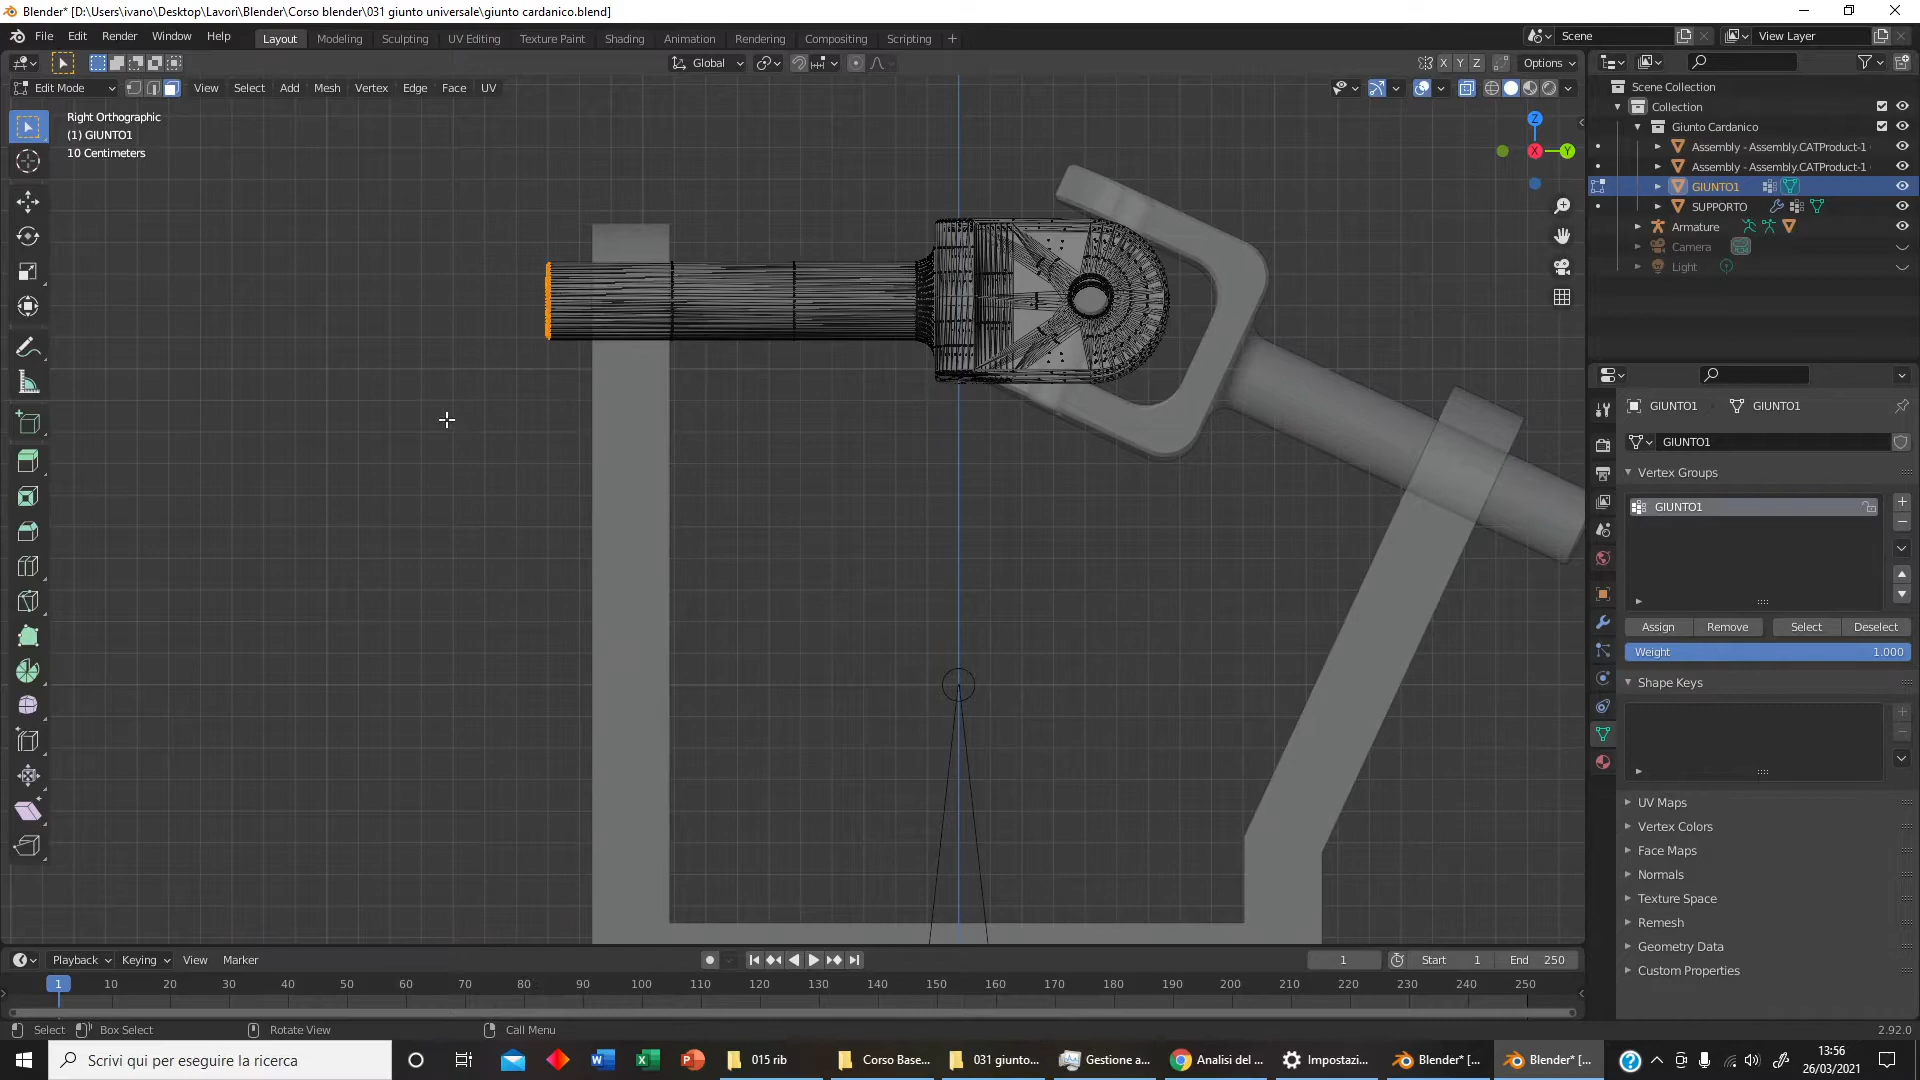 Blender* [D:\Users\ivano\Desktop\Lavori\Blender\Corso blender\031 giunto universale\giunto cardanico.blend]
File Edit Render Window Help Layout Modeling Sculpting UV Editing Texture Paint Shading Animation Rendering Compositing Scripting + Scene View Layer
Global X Y Z Options
Edit Mode View Select Add Mesh Vertex Edge Face UV
Right Orthographic
(1) GIUNTO1
10 Centimeters
Z
X
Y
Scene Collection
Collection
Giunto Cardanico
Assembly - Assembly.CATProduct-1
Assembly - Assembly.CATProduct-1
GIUNTO1
SUPPORTO
Armature
Camera
Light
GIUNTO1 GIUNTO1
GIUNTO1
Vertex Groups
GIUNTO1
Assign Remove Select Deselect
Weight 1.000
Shape Keys
UV Maps
Vertex Colors
Face Maps
Normals
Texture Space
Remesh
Geometry Data
Custom Properties
Playback Keying View Marker 1 Start 1 End 250
1 10 20 30 40 50 60 70 80 90 100 110 120 130 140 150 160 170 180 190 200 210 220 230 240 250
Select Box Select Rotate View Call Menu 2.92.0
Scrivi qui per eseguire la ricerca 015 rib Corso Base... 031 giunto... Gestione a... Analisi del ... Impostazi... Blender* [... Blender* [...
13:56
26/03/2021